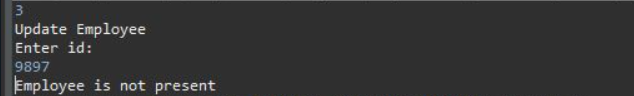 3
Update Employee
Enter id:
9897
Employee is not present